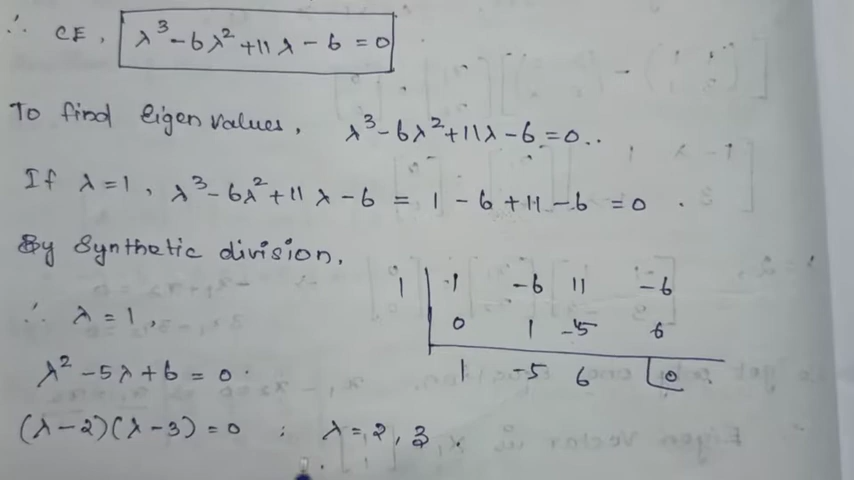 ∴ CE, λ³-6λ²+11λ-6=0
To find Eigen values, λ³-6λ²+11λ-6=0..
If λ=1, λ³-6λ²+11λ-6 = 1-6+11-6=0.
By Synthetic division,
1 | 1 -6 11 -6
∴ λ=1,
0 1 -5 6
λ²-5λ+6=0.
1 -5 6 0.
(λ-2)(λ-3)=0 ; λ=2,3.